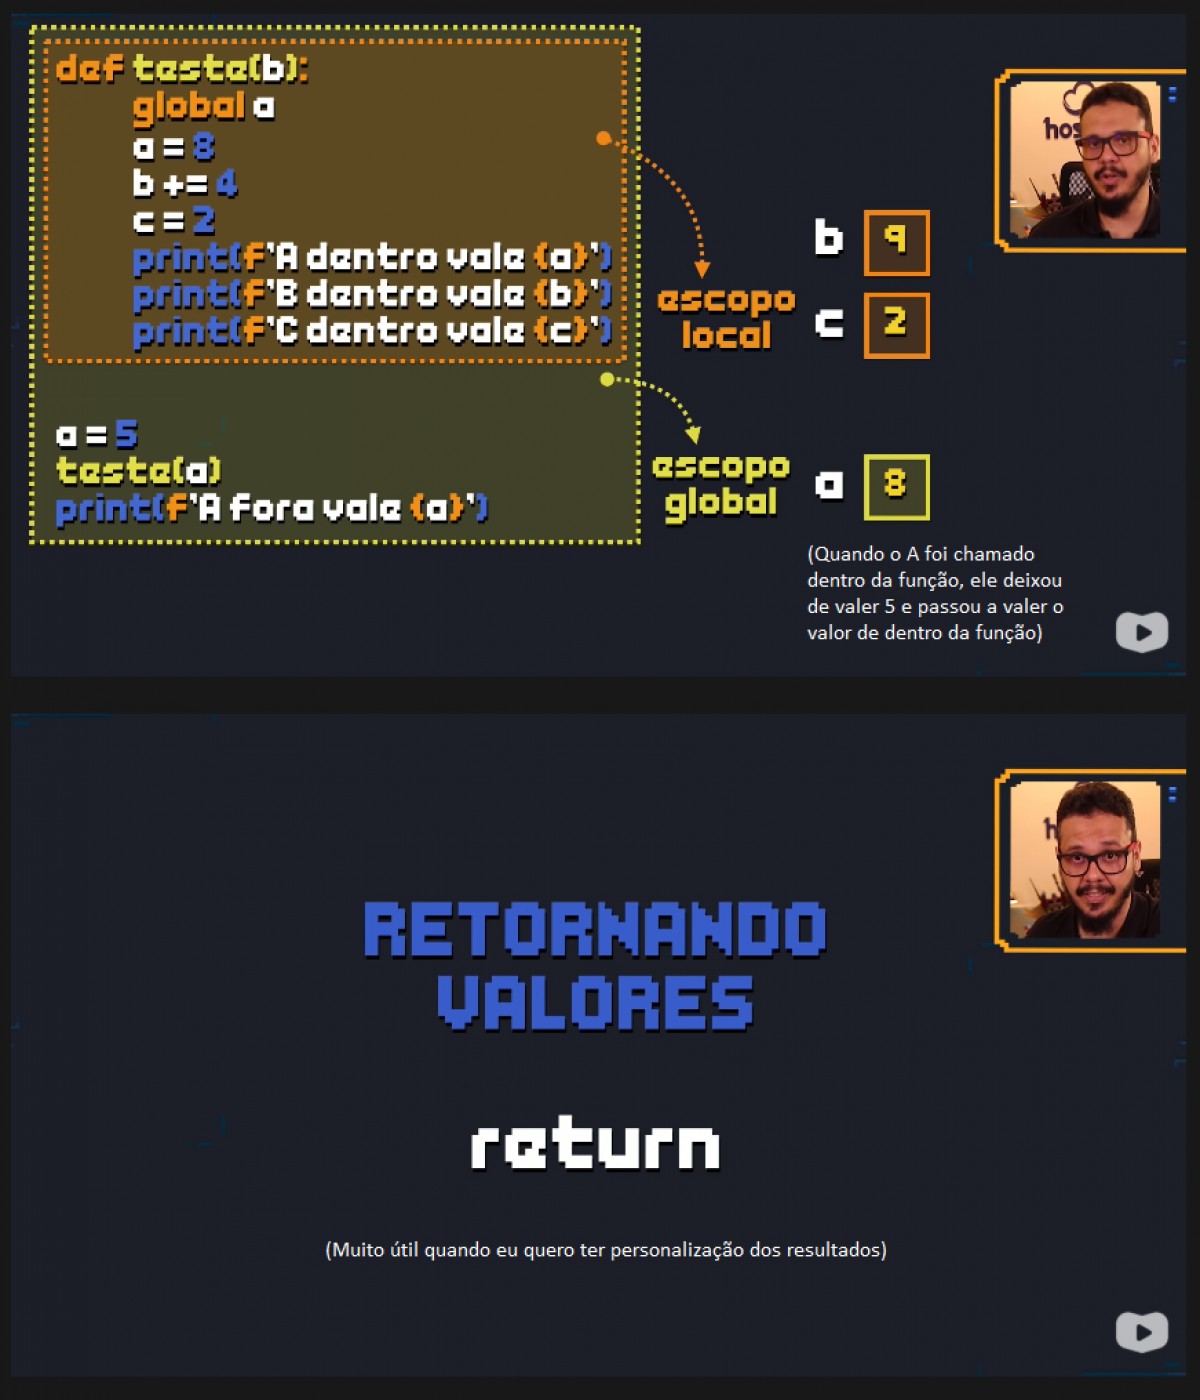 def teste(b):
global a
a = 8
b += 4
c = 2
print(f'A dentro vale {a}')
print(f'B dentro vale {b}')
print(f'C dentro vale {c}')
a = 5
teste(a)
print(f'A fora vale {a}')
escopo
local
escopo
global
b 9
c 2
a 8
(Quando o A foi chamado
dentro da função, ele deixou
de valer 5 e passou a valer o
valor de dentro da função)
hos
RETORNANDO
VALORES
return
(Muito útil quando eu quero ter personalização dos resultados)
h